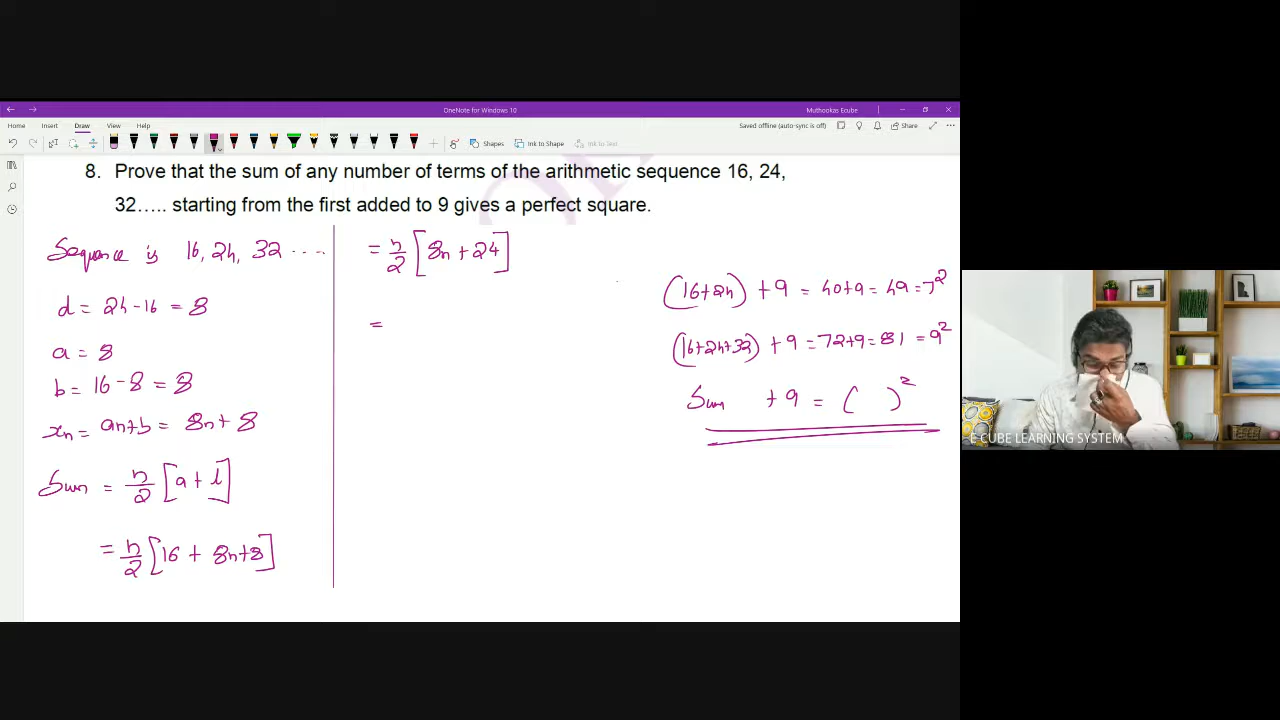 OneNote for Windows 10
Muthookas Ecube
Home Insert Draw View Help
Saved offline (auto-sync is off) Share
Shapes Ink to Shape Ink to Text
8. Prove that the sum of any number of terms of the arithmetic sequence 16, 24,
32….. starting from the first added to 9 gives a perfect square.
Sequence is 16, 24, 32 ....
d = 24-16 = 8
a = 8
b = 16-8 = 8
xn = an+b = 8n+8
Sum = n/2 [a+l]
= n/2 [16 + 8n+8]
= n/2 [8n+24]
=
(16+24) + 9 = 40+9 = 49 = 7²
(16+24+32) + 9 = 72+9 = 81 = 9²
Sum + 9 = ( )²
E CUBE LEARNING SYSTEM